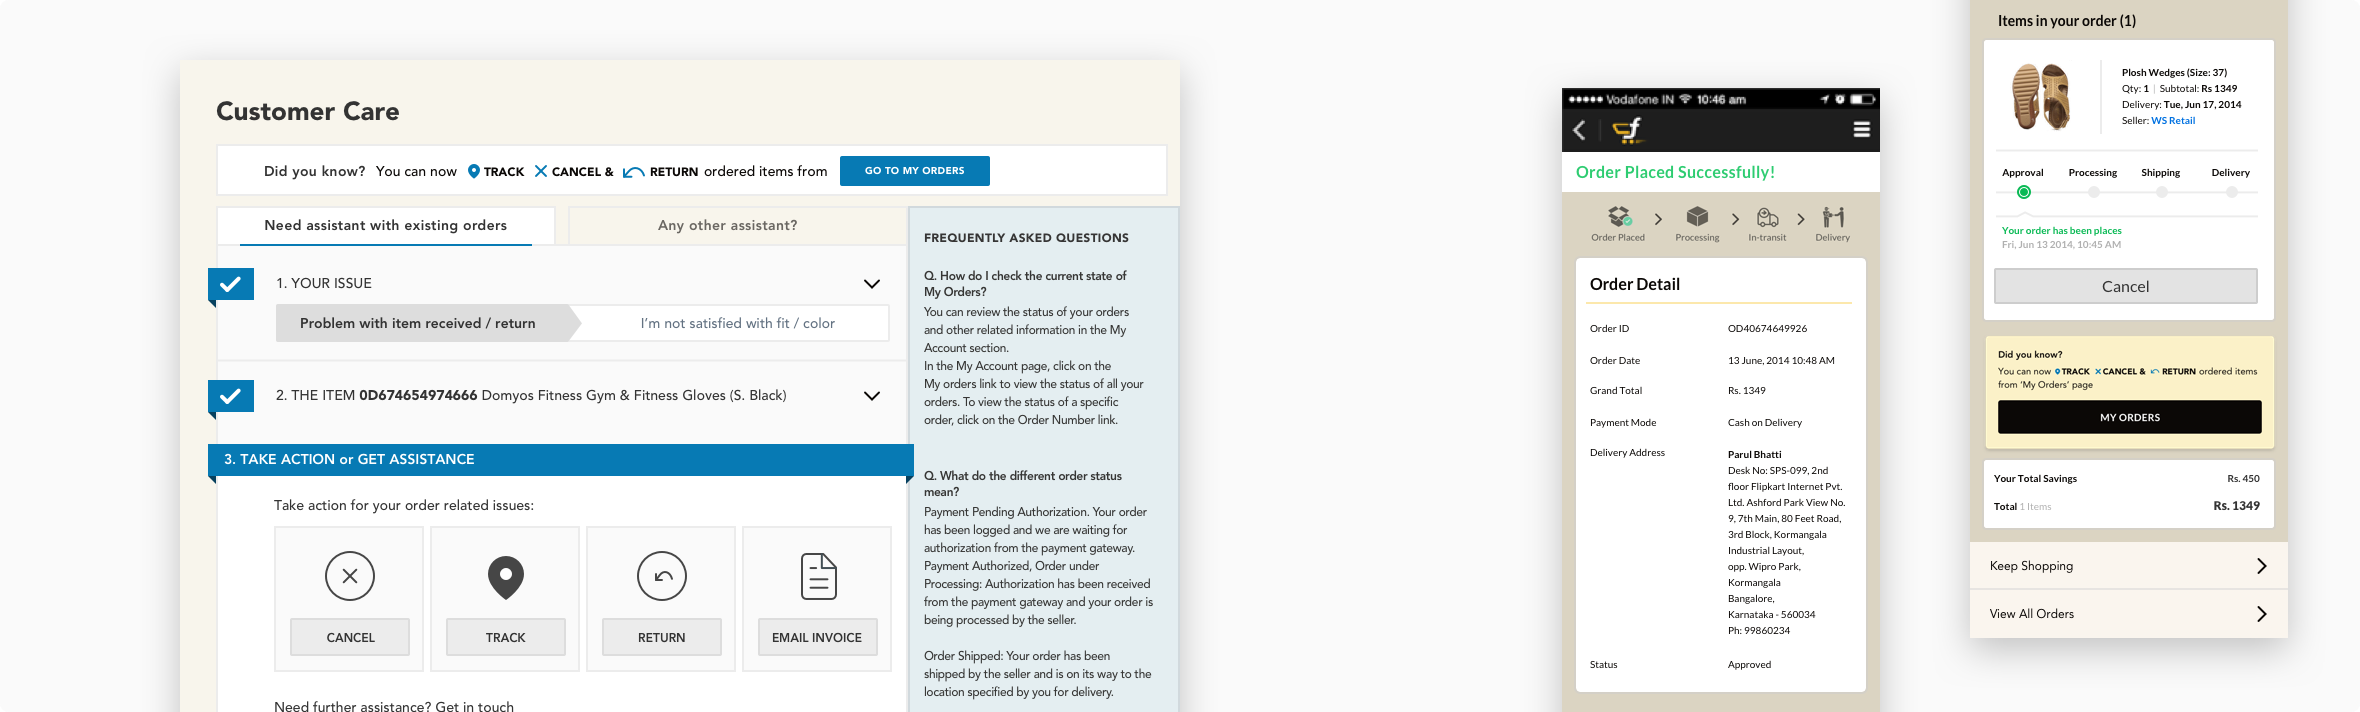 Customer Care
Did you know? You can now TRACK CANCEL & RETURN ordered items from GO TO MY ORDERS
Need assistant with existing orders
Any other assistant?
1. YOUR ISSUE
Problem with item received / return
I'm not satisfied with fit / color
2. THE ITEM 0D674654974666 Domyos Fitness Gym & Fitness Gloves (S. Black)
3. TAKE ACTION or GET ASSISTANCE
Take action for your order related issues:
CANCEL
TRACK
RETURN
EMAIL INVOICE
Need further assistance? Get in touch
FREQUENTLY ASKED QUESTIONS
Q. How do I check the current state of
My Orders?
You can review the status of your orders
and other related information in the My
Account section.
In the My Account page, click on the
My orders link to view the status of all your
orders. To view the status of a specific
order, click on the Order Number link.
Q. What do the different order status
mean?
Payment Pending Authorization. Your order
has been logged and we are waiting for
authorization from the payment gateway.
Payment Authorized, Order under
Processing: Authorization has been received
from the payment gateway and your order is
being processed by the seller.
Order Shipped: Your order has been
shipped by the seller and is on its way to the
location specified by you for delivery.
Vodafone IN 10:46 am
f
Order Placed Successfully!
Order Placed
Processing
In-transit
Delivery
Order Detail
Order ID OD40674649926
Order Date 13 June, 2014 10:48 AM
Grand Total Rs. 1349
Payment Mode Cash on Delivery
Delivery Address Parul Bhatti
Desk No: SPS-099, 2nd
floor Flipkart Internet Pvt.
Ltd. Ashford Park View No.
9, 7th Main, 80 Feet Road,
3rd Block, Kormangala
Industrial Layout,
opp. Wipro Park,
Kormangala
Bangalore,
Karnataka - 560034
Ph: 99860234
Status Approved
Items in your order (1)
Plosh Wedges (Size: 37)
Qty: 1 | Subtotal: Rs 1349
Delivery: Tue, Jun 17, 2014
Seller: WS Retail
Approval
Processing
Shipping
Delivery
Your order has been places
Fri, Jun 13 2014, 10:45 AM
Cancel
Did you know?
You can now TRACK CANCEL & RETURN ordered items
from 'My Orders' page
MY ORDERS
Your Total Savings Rs. 450
Total 1 Items Rs. 1349
Keep Shopping
View All Orders